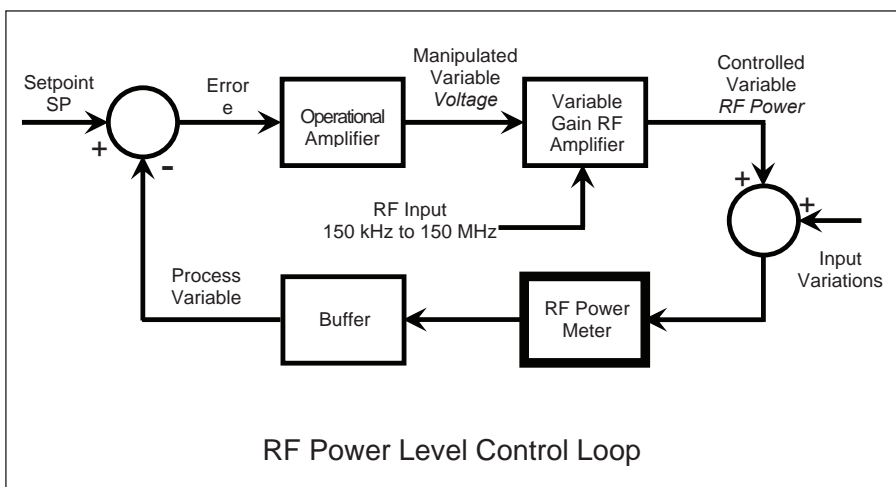 Setpoint
SP
+
-
Error
e
Operational
Amplifier
Manipulated
Variable
Voltage
Variable
Gain RF
Amplifier
Controlled
Variable
RF Power
+
+
Input
Variations
RF Input
150 kHz to 150 MHz
RF Power
Meter
Buffer
Process
Variable
RF Power Level Control Loop